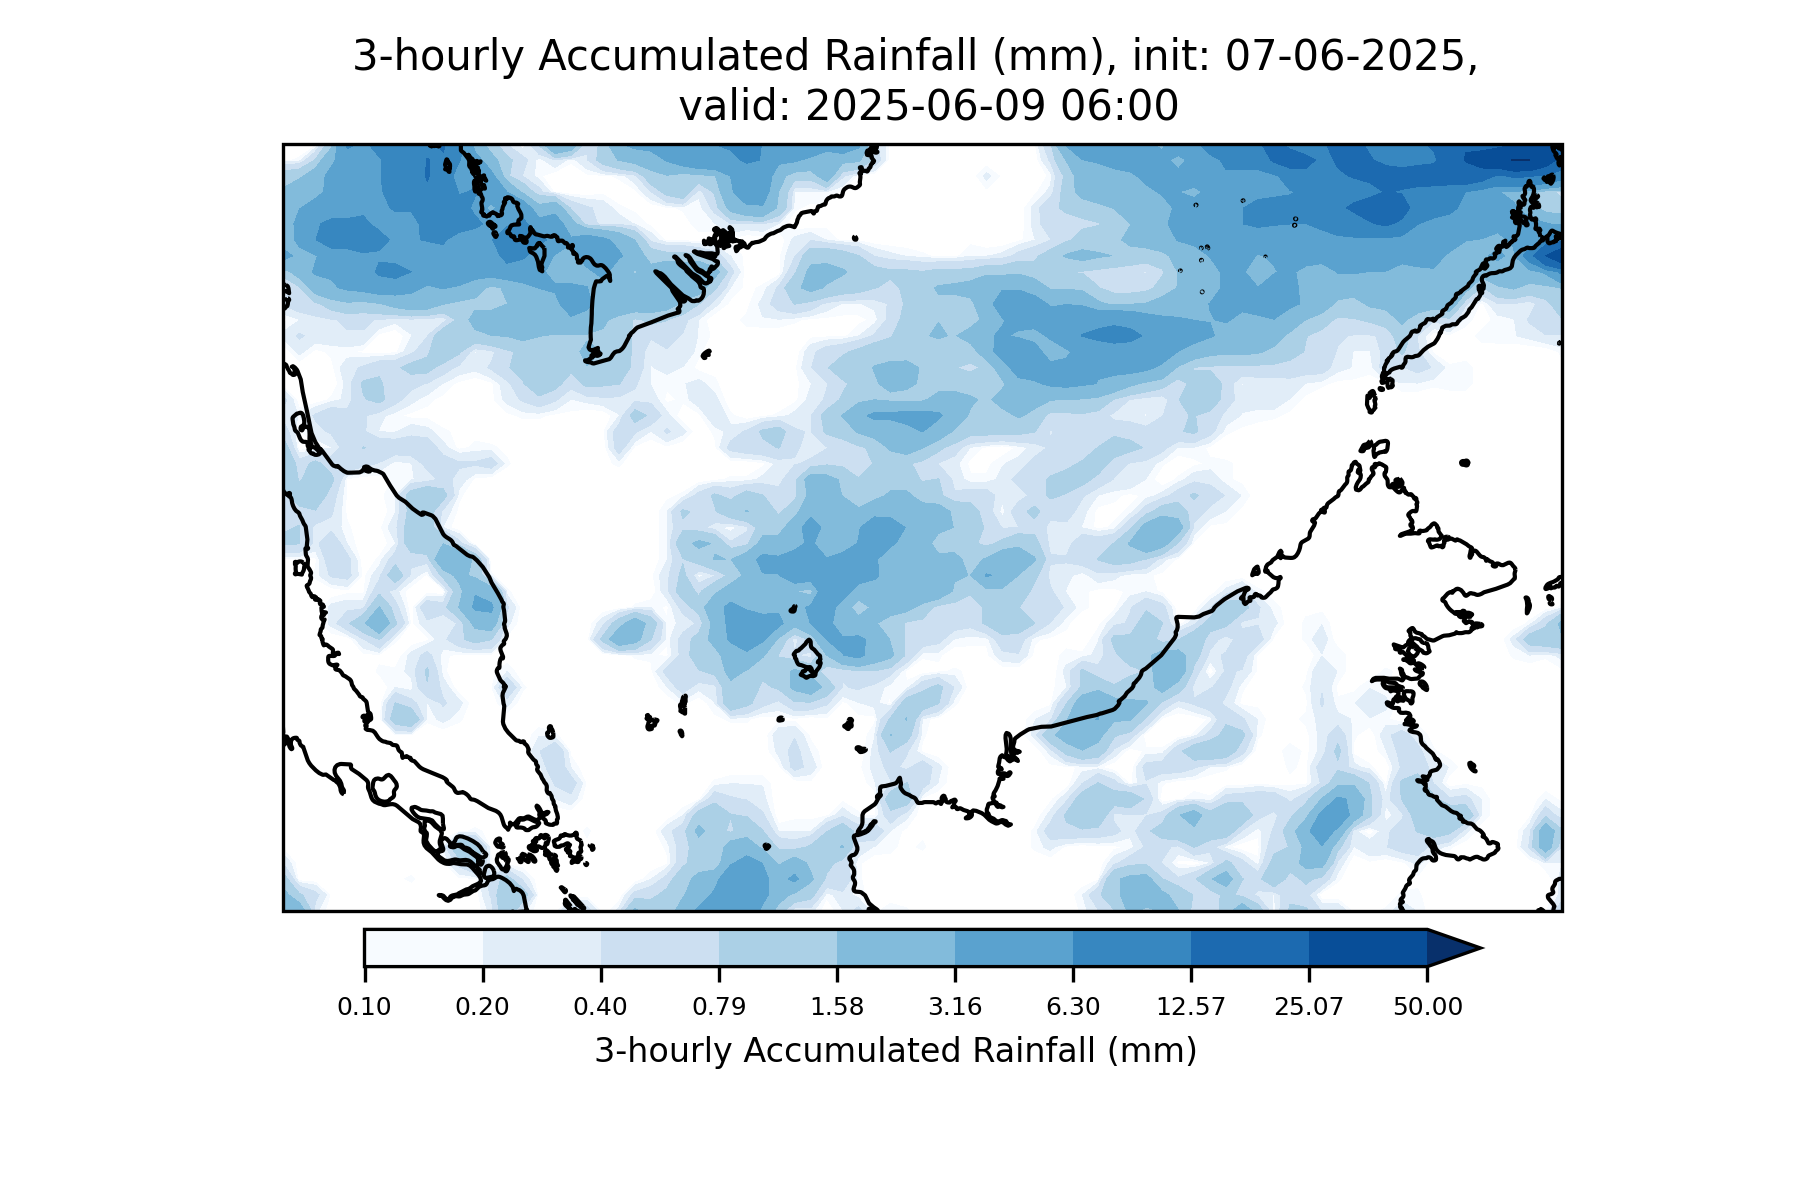 3-hourly Accumulated Rainfall (mm), init: 07-06-2025,
valid: 2025-06-09 06:00
0.10 0.20 0.40 0.79 1.58 3.16 6.30 12.57 25.07 50.00
3-hourly Accumulated Rainfall (mm)